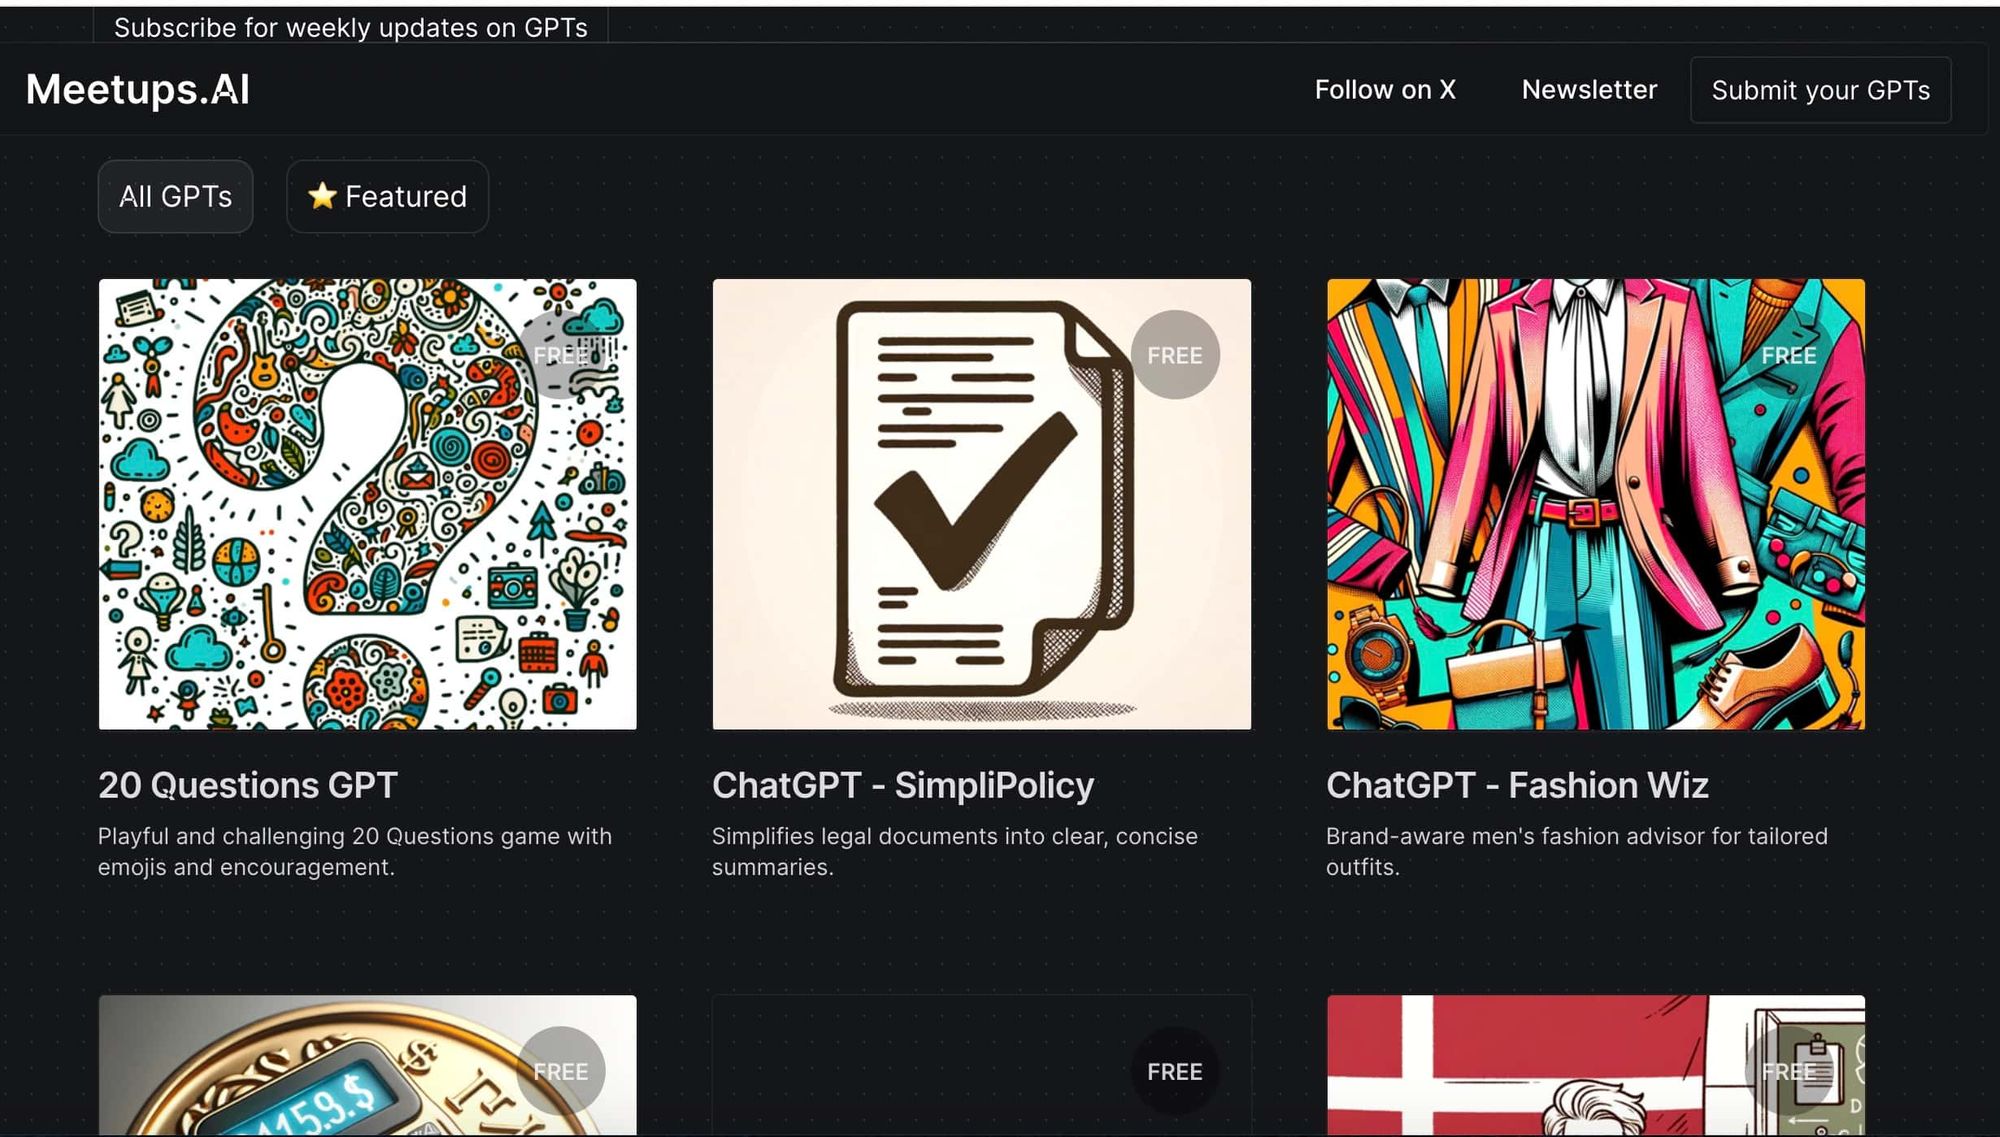 Subscribe for weekly updates on GPTs
Meetups.AI
Follow on X
Newsletter
Submit your GPTs
All GPTs
⭐ Featured
FREE
FREE
FREE
20 Questions GPT
Playful and challenging 20 Questions game with
emojis and encouragement.
ChatGPT - SimpliPolicy
Simplifies legal documents into clear, concise
summaries.
ChatGPT - Fashion Wiz
Brand-aware men's fashion advisor for tailored
outfits.
FREE
FREE
FREE